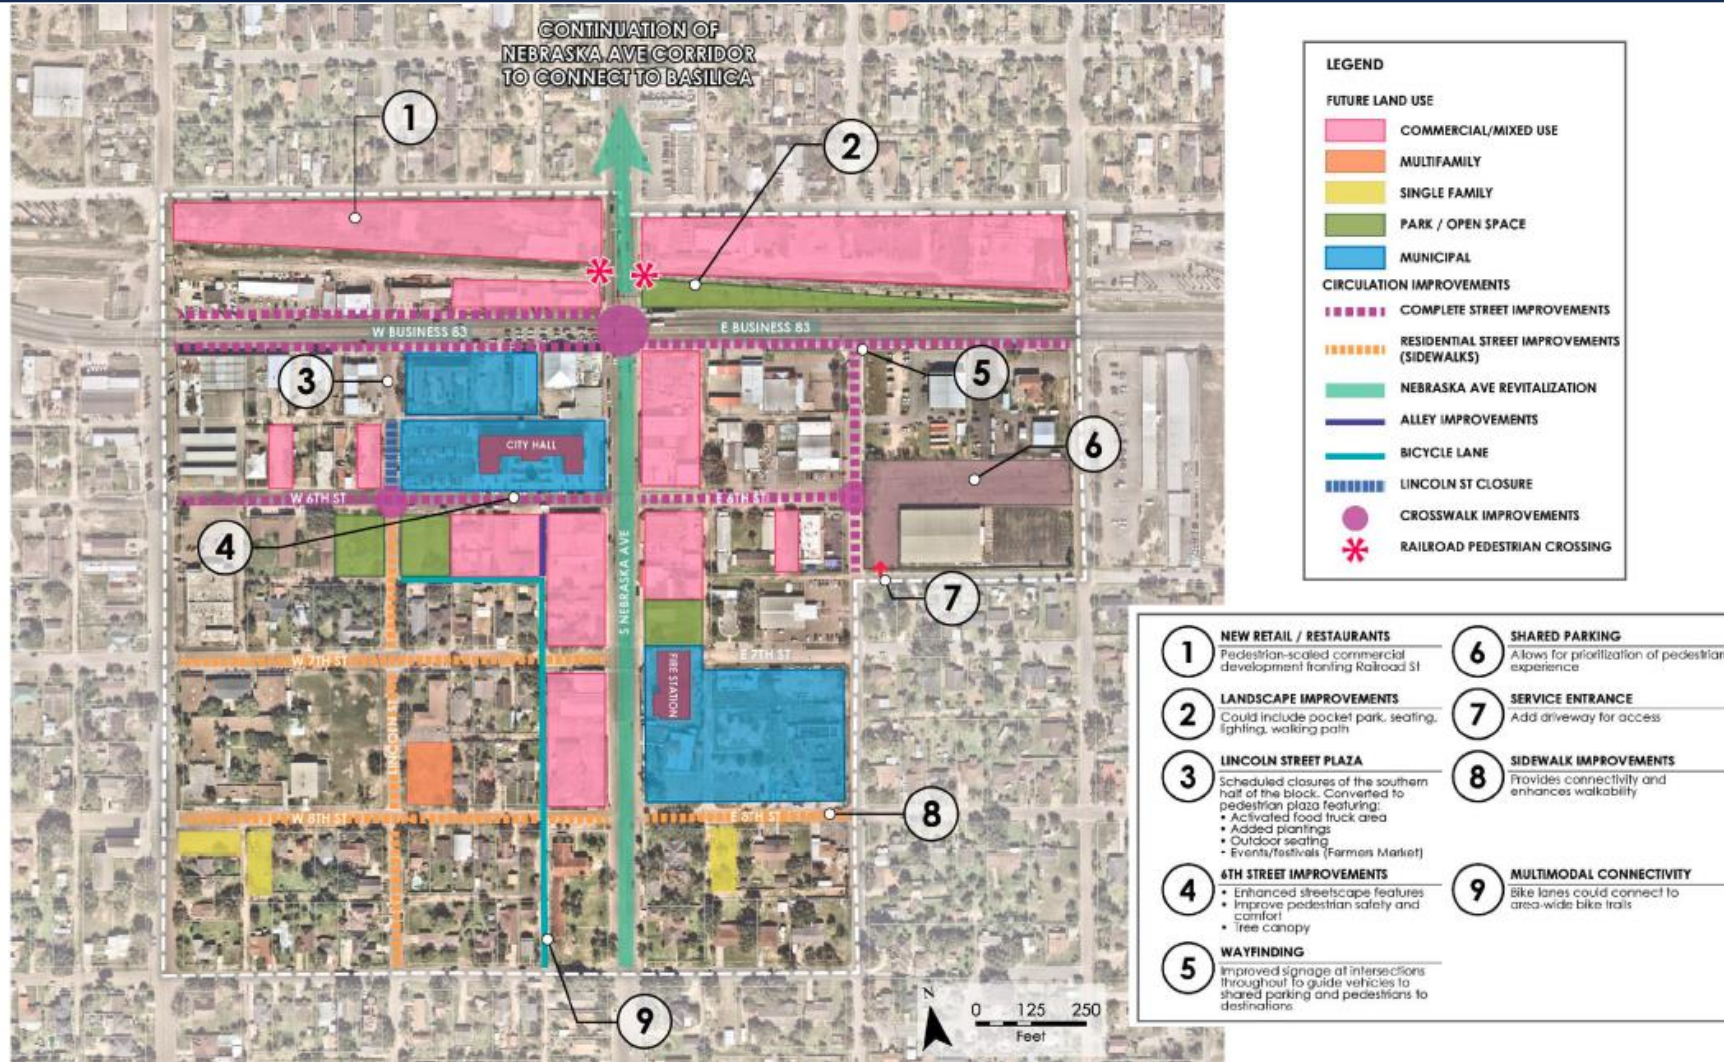 CONTINUATION OF
NEBRASKA AVE CORRIDOR
TO CONNECT TO BASILICA
1
2
W BUSINESS 83
E BUSINESS 83
3
5
CITY HALL
6
W 6TH ST
E 6TH ST
4
S NEBRASKA AVE
7
W 7TH ST
E 7TH ST
FIRE STATION
LINCOLN ST
W 8TH ST
E 8TH ST
8
9
N
0 125 250
Feet
LEGEND
FUTURE LAND USE
COMMERCIAL/MIXED USE
MULTIFAMILY
SINGLE FAMILY
PARK / OPEN SPACE
MUNICIPAL
CIRCULATION IMPROVEMENTS
COMPLETE STREET IMPROVEMENTS
RESIDENTIAL STREET IMPROVEMENTS
(SIDEWALKS)
NEBRASKA AVE REVITALIZATION
ALLEY IMPROVEMENTS
BICYCLE LANE
LINCOLN ST CLOSURE
CROSSWALK IMPROVEMENTS
RAILROAD PEDESTRIAN CROSSING
1 NEW RETAIL / RESTAURANTS
Pedestrian-scaled commercial
development fronting Railroad St
2 LANDSCAPE IMPROVEMENTS
Could include pocket park, seating,
lighting, walking path
3 LINCOLN STREET PLAZA
Scheduled closures of the southern
half of the block. Converted to
pedestrian plaza featuring:
• Activated food truck area
• Added plantings
• Outdoor seating
- Events/festivals (Farmers Market)
4 6TH STREET IMPROVEMENTS
• Enhanced streetscape features
• Improve pedestrian safety and
comfort
• Tree canopy
5 WAYFINDING
Improved signage at intersections
throughout to guide vehicles to
shared parking and pedestrians to
destinations
6 SHARED PARKING
Allows for prioritization of pedestrian
experience
7 SERVICE ENTRANCE
Add driveway for access
8 SIDEWALK IMPROVEMENTS
Provides connectivity and
enhances walkability
9 MULTIMODAL CONNECTIVITY
Bike lanes could connect to
area-wide bike trails